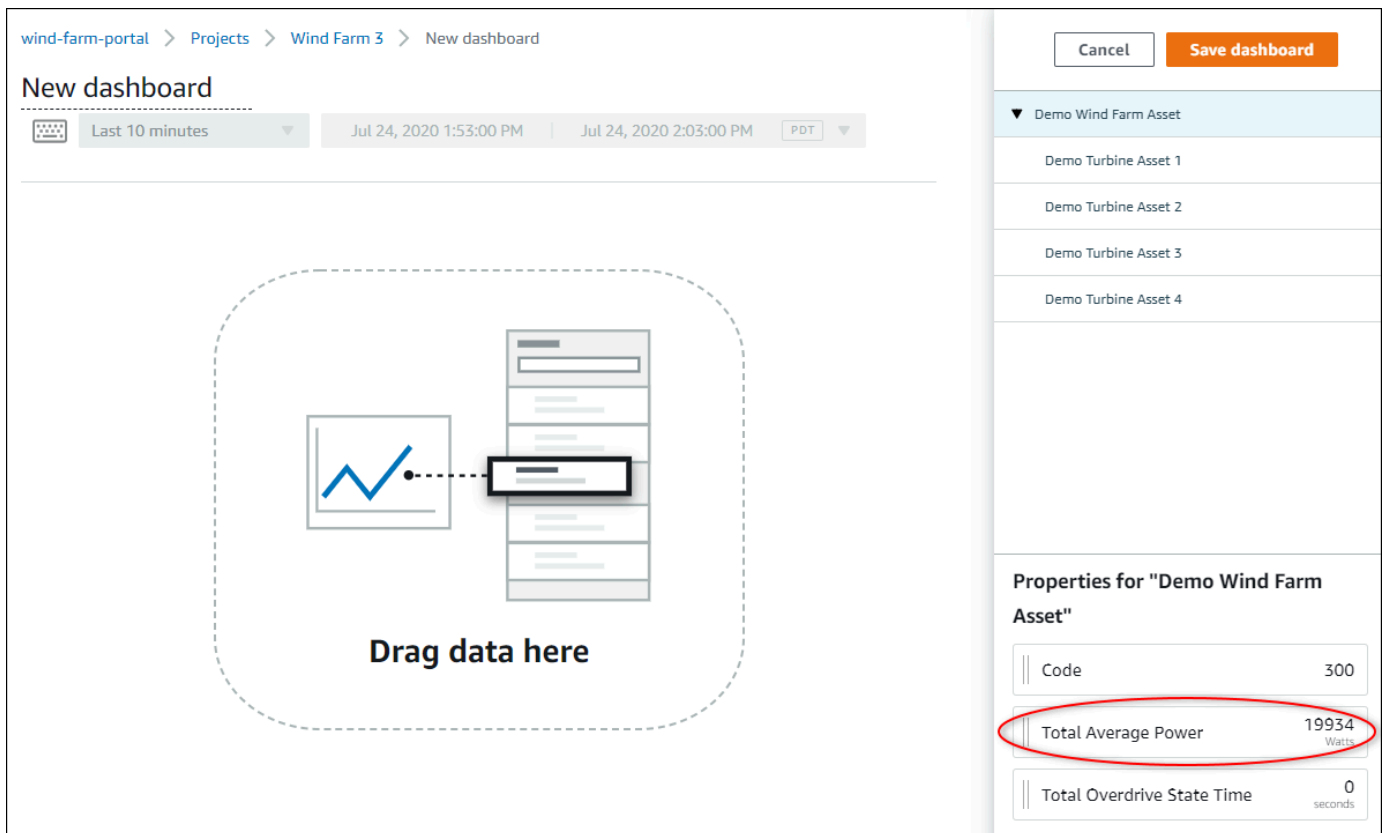 wind-farm-portal > Projects > Wind Farm 3 > New dashboard
New dashboard
Last 10 minutes
Jul 24, 2020 1:53:00 PM
Jul 24, 2020 2:03:00 PM
PDT
Drag data here
Cancel
Save dashboard
Demo Wind Farm Asset
Demo Turbine Asset 1
Demo Turbine Asset 2
Demo Turbine Asset 3
Demo Turbine Asset 4
Properties for "Demo Wind Farm
Asset"
Code 300
Total Average Power 19934
Watts
Total Overdrive State Time 0
seconds